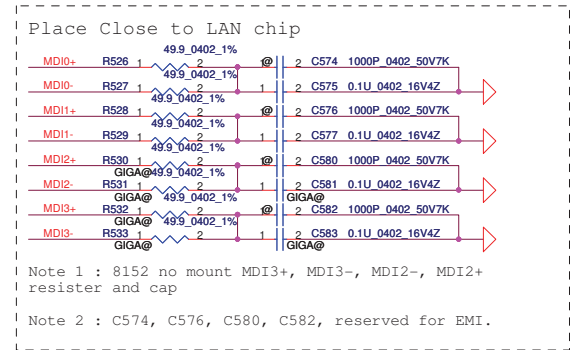 Place Close to LAN chip
49.9_0402_1%
MDI0+ R526 1 2 1@ 2 C574 1000P_0402_50V7K
49.9_0402_1%
MDI0- R527 1 2 1 2 C575 0.1U_0402_16V4Z
49.9_0402_1%
MDI1+ R528 1 2 1@ 2 C576 1000P_0402_50V7K
49.9_0402_1%
MDI1- R529 1 2 1 2 C577 0.1U_0402_16V4Z
49.9_0402_1%
MDI2+ R530 1 2 1@ 2 C580 1000P_0402_50V7K
GIGA@ 49.9_0402_1%
MDI2- R531 1 2 1 2 C581 0.1U_0402_16V4Z
GIGA@ 49.9_0402_1% GIGA@
MDI3+ R532 1 2 1@ 2 C582 1000P_0402_50V7K
GIGA@ 49.9_0402_1%
MDI3- R533 1 2 1 2 C583 0.1U_0402_16V4Z
GIGA@ GIGA@
Note 1 : 8152 no mount MDI3+, MDI3-, MDI2-, MDI2+
resister and cap
Note 2 : C574, C576, C580, C582, reserved for EMI.